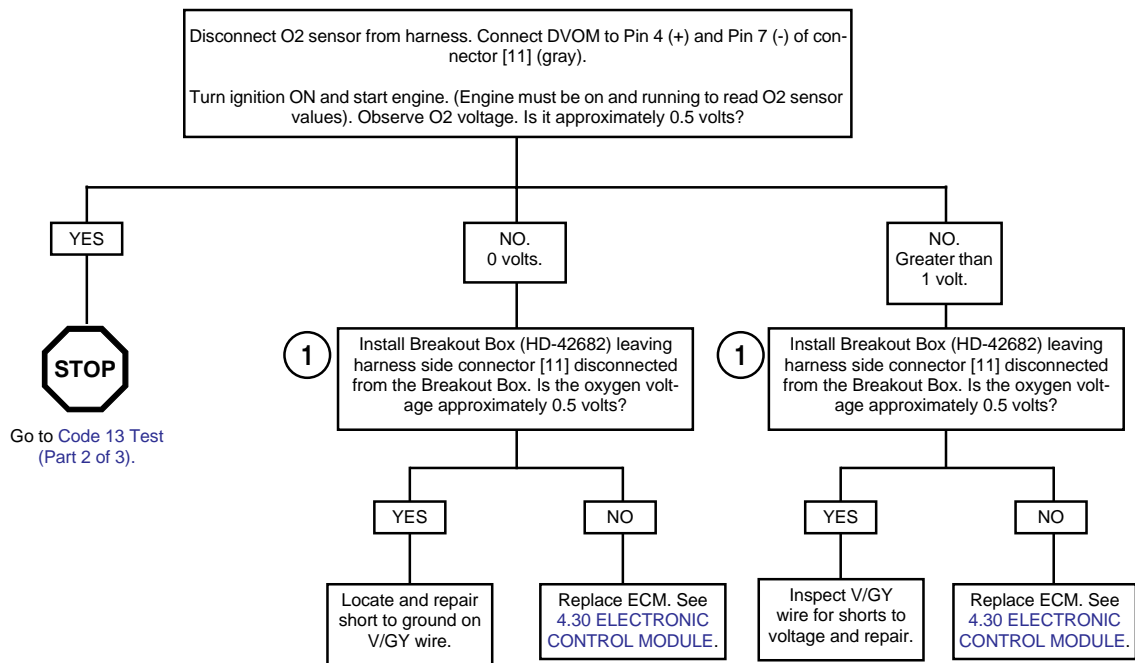 Disconnect O2 sensor from harness. Connect DVOM to Pin 4 (+) and Pin 7 (-) of con-
nector [11] (gray).
Turn ignition ON and start engine. (Engine must be on and running to read O2 sensor
values). Observe O2 voltage. Is it approximately 0.5 volts?
YES
NO.
0 volts.
NO.
Greater than
1 volt.
STOP
Go to Code 13 Test
(Part 2 of 3).
1
Install Breakout Box (HD-42682) leaving
harness side connector [11] disconnected
from the Breakout Box. Is the oxygen volt-
age approximately 0.5 volts?
1
Install Breakout Box (HD-42682) leaving
harness side connector [11] disconnected
from the Breakout Box. Is the oxygen volt-
age approximately 0.5 volts?
YES
NO
YES
NO
Locate and repair
short to ground on
V/GY wire.
Replace ECM. See
4.30 ELECTRONIC
CONTROL MODULE.
Inspect V/GY
wire for shorts to
voltage and repair.
Replace ECM. See
4.30 ELECTRONIC
CONTROL MODULE.